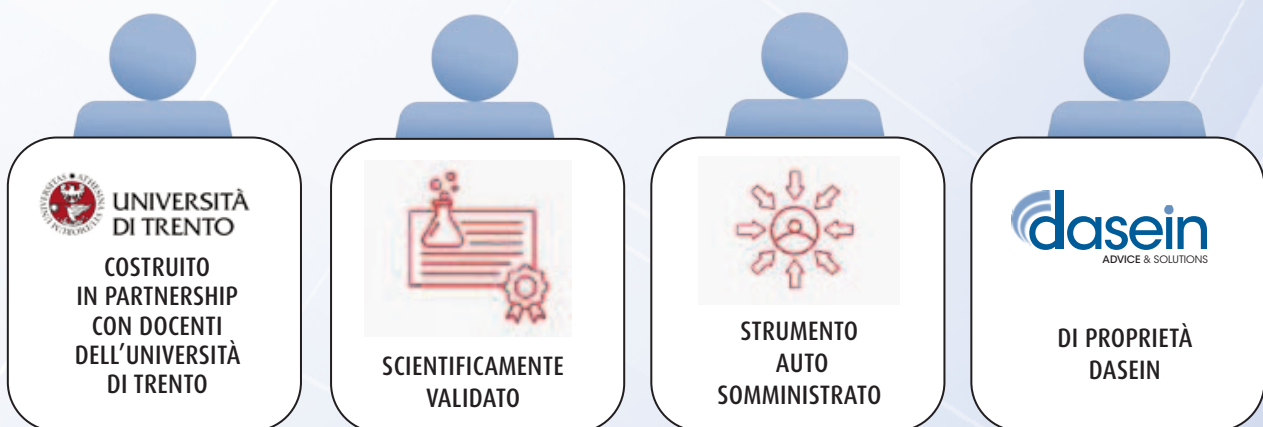 UNIVERSITÀ
DI TRENTO
COSTRUITO
IN PARTNERSHIP
CON DOCENTI
DELL'UNIVERSITÀ
DI TRENTO
SCIENTIFICAMENTE
VALIDATO
STRUMENTO
AUTO
SOMMINISTRATO
dasein
ADVICE & SOLUTIONS
DI PROPRIETÀ
DASEIN